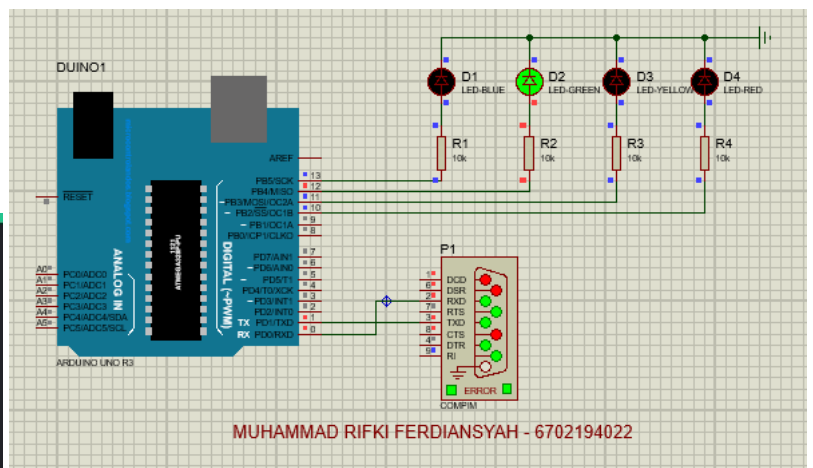 DUINO1
ARDUINO UNO R3
RESET
AREF
PB5/SCK 13
PB4/MISO 12
~PB3/MOSI/OC2A 11
~PB2/SS/OC1B 10
~PB1/OC1A 9
PB0/ICP1/CLKO 8
PD7/AIN1 7
~PD6/AIN0 6
~PD5/T1 5
PD4/T0/XCK 4
~PD3/INT1 3
PD2/INT0 2
TX PD1/TXD 1
RX PD0/RXD 0
ANALOG IN
DIGITAL (~PWM)
ATMEGA328P-PU
1121
A0 PC0/ADC0
A1 PC1/ADC1
A2 PC2/ADC2
A3 PC3/ADC3
A4 PC4/ADC4/SDA
A5 PC5/ADC5/SCL
D1
LED-BLUE
D2
LED-GREEN
D3
LED-YELLOW
D4
LED-RED
R1
10k
R2
10k
R3
10k
R4
10k
P1
1 DCD
6 DSR
2 RXD
7 RTS
3 TXD
8 CTS
4 DTR
9 RI
ERROR
COMPIM
MUHAMMAD RIFKI FERDIANSYAH - 6702194022